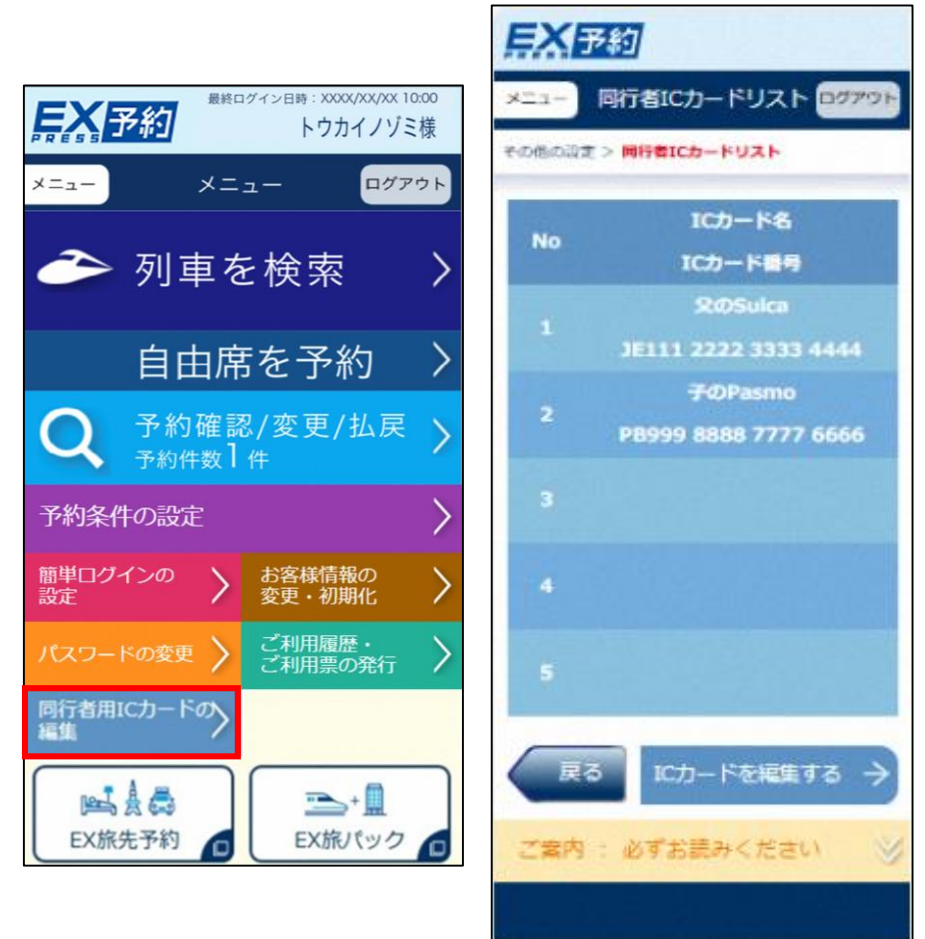 EX予約
PRESS
最終ログイン日時：XXXX/XX/XX 10:00
トウカイノゾミ様
メニュー
メニュー
ログアウト
列車を検索
自由席を予約
予約確認/変更/払戻
予約件数1件
予約条件の設定
簡単ログインの
設定
お客様情報の
変更・初期化
パスワードの変更
ご利用履歴・
ご利用票の発行
同行者用ICカードの
編集
EX旅先予約
EX旅パック
EX予約
PRESS
メニュー
同行者ICカードリスト
ログアウト
その他の設定 > 同行者ICカードリスト
No
ICカード名
ICカード番号
1
父のSuica
JE111 2222 3333 4444
2
子のPasmo
PB999 8888 7777 6666
3
4
5
戻る
ICカードを編集する
ご案内 ： 必ずお読みください